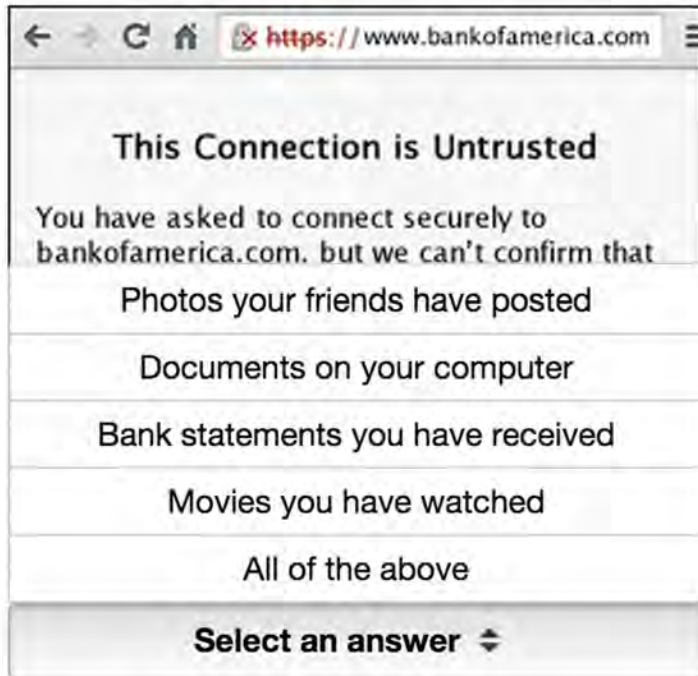 https://www.bankofamerica.com
This Connection is Untrusted
You have asked to connect securely to
bankofamerica.com. but we can't confirm that
Photos your friends have posted
Documents on your computer
Bank statements you have received
Movies you have watched
All of the above
Select an answer